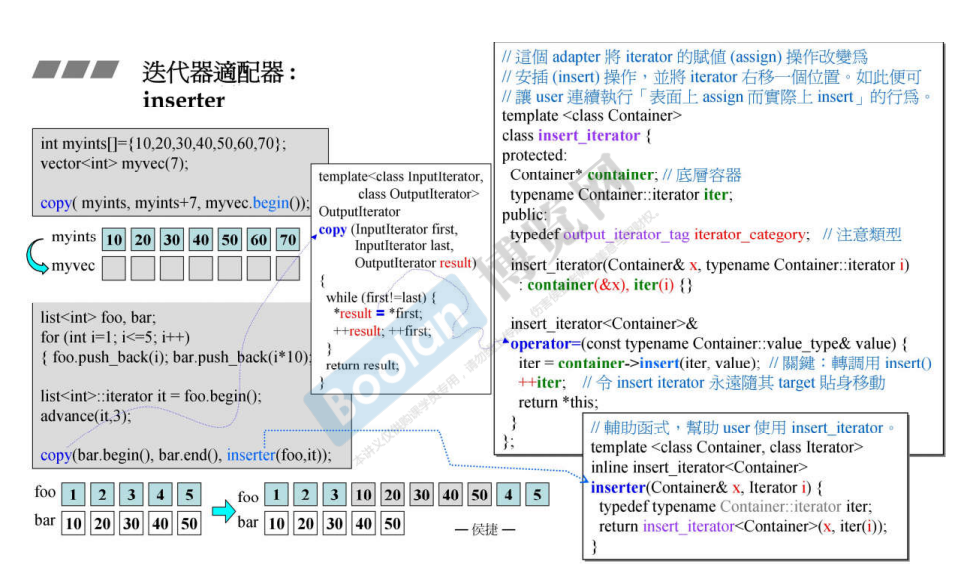 迭代器適配器:
inserter
int myints[]={10,20,30,40,50,60,70};
vector<int> myvec(7);
copy( myints, myints+7, myvec.begin());
myints 10 20 30 40 50 60 70
myvec
list<int> foo, bar;
for (int i=1; i<=5; i++)
{ foo.push_back(i); bar.push_back(i*10);
list<int>::iterator it = foo.begin();
advance(it,3);
copy(bar.begin(), bar.end(), inserter(foo,it));
foo 1 2 3 4 5
bar 10 20 30 40 50
foo 1 2 3 10 20 30 40 50 4 5
bar 10 20 30 40 50
template<class InputIterator,
class OutputIterator>
OutputIterator
copy (InputIterator first,
InputIterator last,
OutputIterator result)
{
while (first!=last) {
*result = *first;
++result; ++first;
}
return result;
}
// 這個 adapter 將 iterator 的賦值 (assign) 操作改變爲
// 安插 (insert) 操作，並將 iterator 右移一個位置。如此便可
// 讓 user 連續執行「表面上 assign 而實際上 insert」的行爲。
template <class Container>
class insert_iterator {
protected:
Container* container; // 底層容器
typename Container::iterator iter;
public:
typedef output_iterator_tag iterator_category; // 注意類型
insert_iterator(Container& x, typename Container::iterator i)
: container(&x), iter(i) {}
insert_iterator<Container>&
operator=(const typename Container::value_type& value) {
iter = container->insert(iter, value); // 關鍵：轉調用 insert()
++iter; // 令 insert iterator 永遠隨其 target 貼身移動
return *this;
}
};
// 輔助函式，幫助 user 使用 insert_iterator。
template <class Container, class Iterator>
inline insert_iterator<Container>
inserter(Container& x, Iterator i) {
typedef typename Container::iterator iter;
return insert_iterator<Container>(x, iter(i));
}
— 侯捷 —
Boolan 博览网